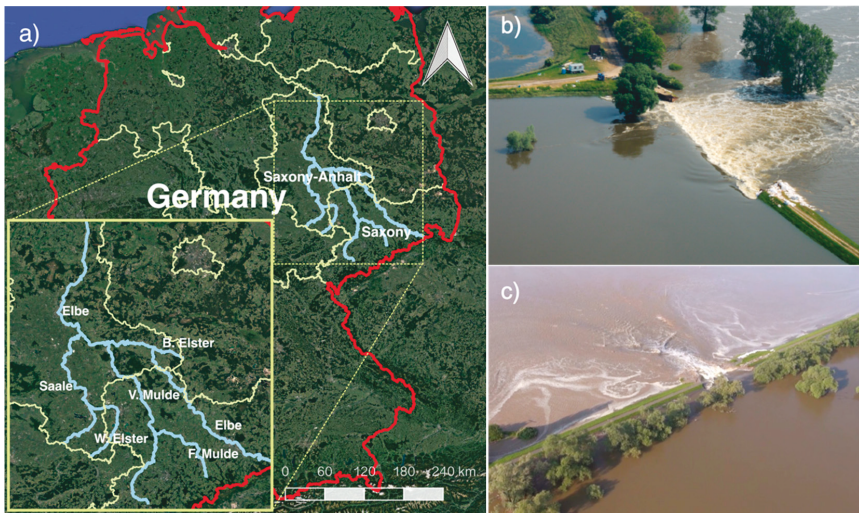 a)
Saxony-Anhalt
Germany
Saxony
Elbe
B. Elster
Saale
V. Mulde
Elbe
W. Elster
F. Mulde
0 60 120 180 240 km
b)
c)